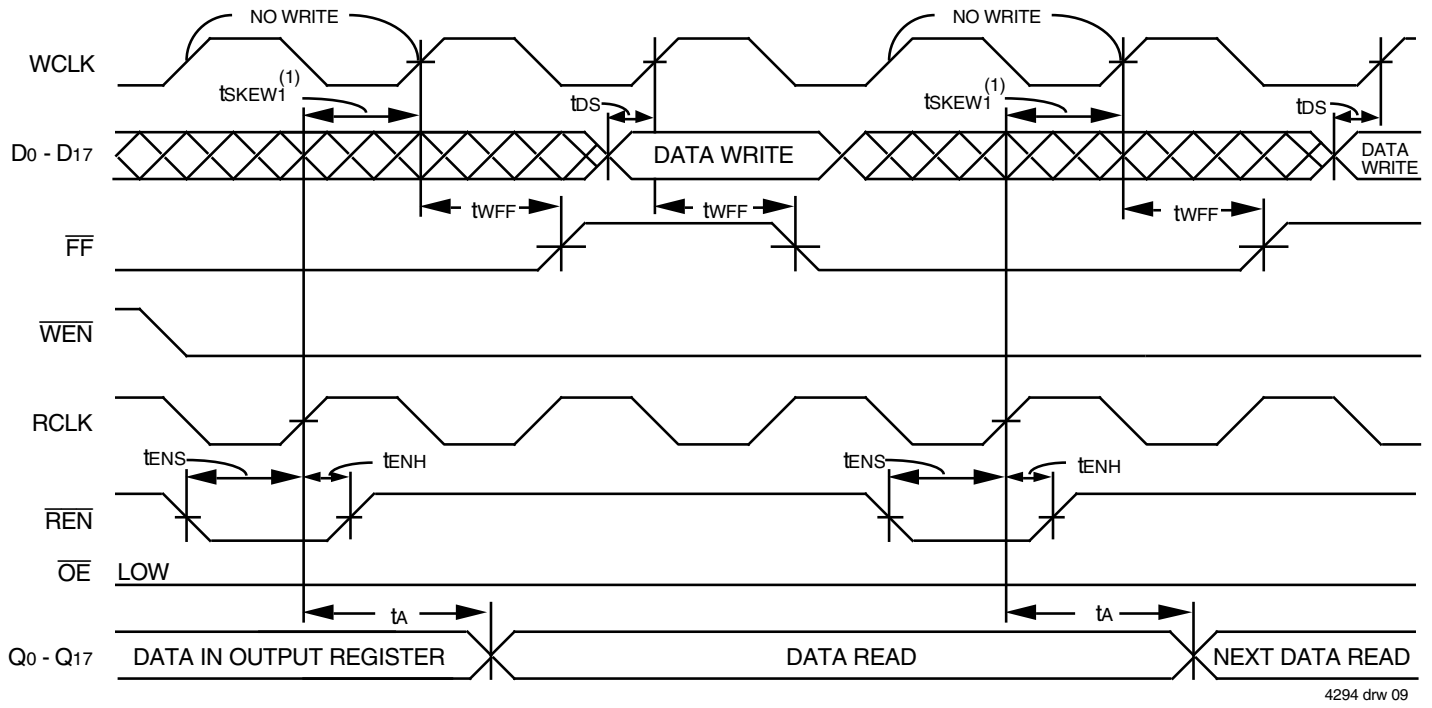 NO WRITE
NO WRITE
WCLK
tSKEW1(1)
tDS
tSKEW1(1)
tDS
D0 - D17
DATA WRITE
DATA WRITE
tWFF
tWFF
tWFF
FF
WEN
RCLK
tENS
tENH
tENS
tENH
REN
OE
LOW
tA
tA
Q0 - Q17
DATA IN OUTPUT REGISTER
DATA READ
NEXT DATA READ
4294 drw 09